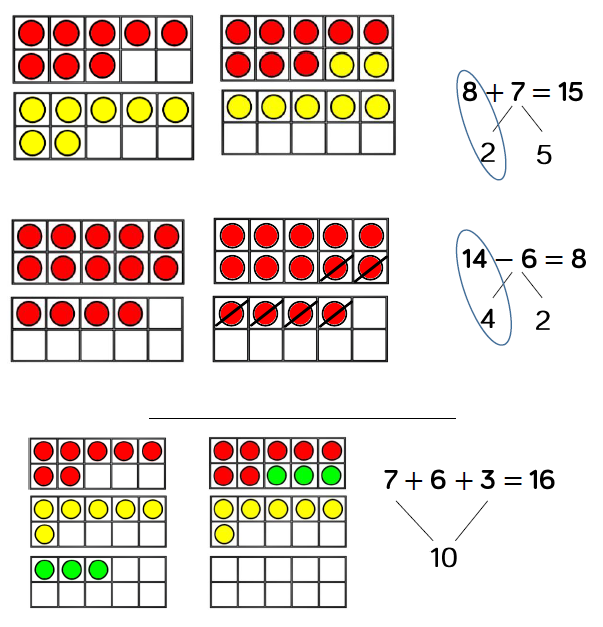 8 + 7 = 15
2 5
14 − 6 = 8
4 2
7 + 6 + 3 = 16
10